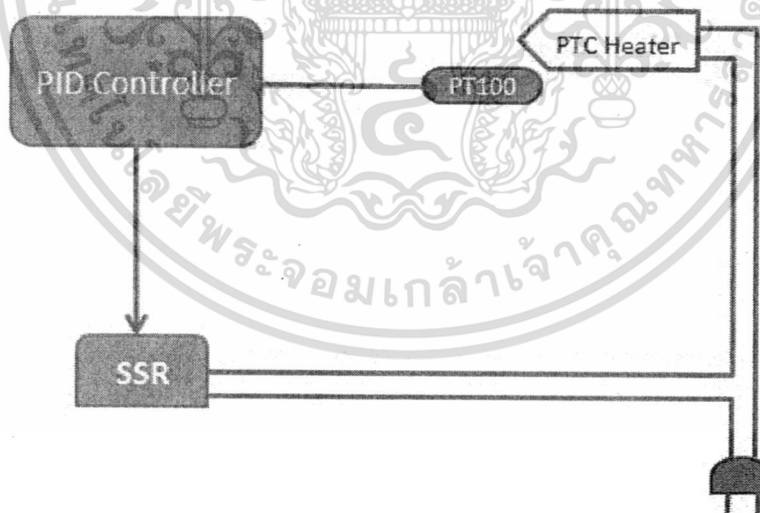 PTC Heater
PID Controller
PT100
SSR
พระจอมเกล้าเจ้าคุณทหาร